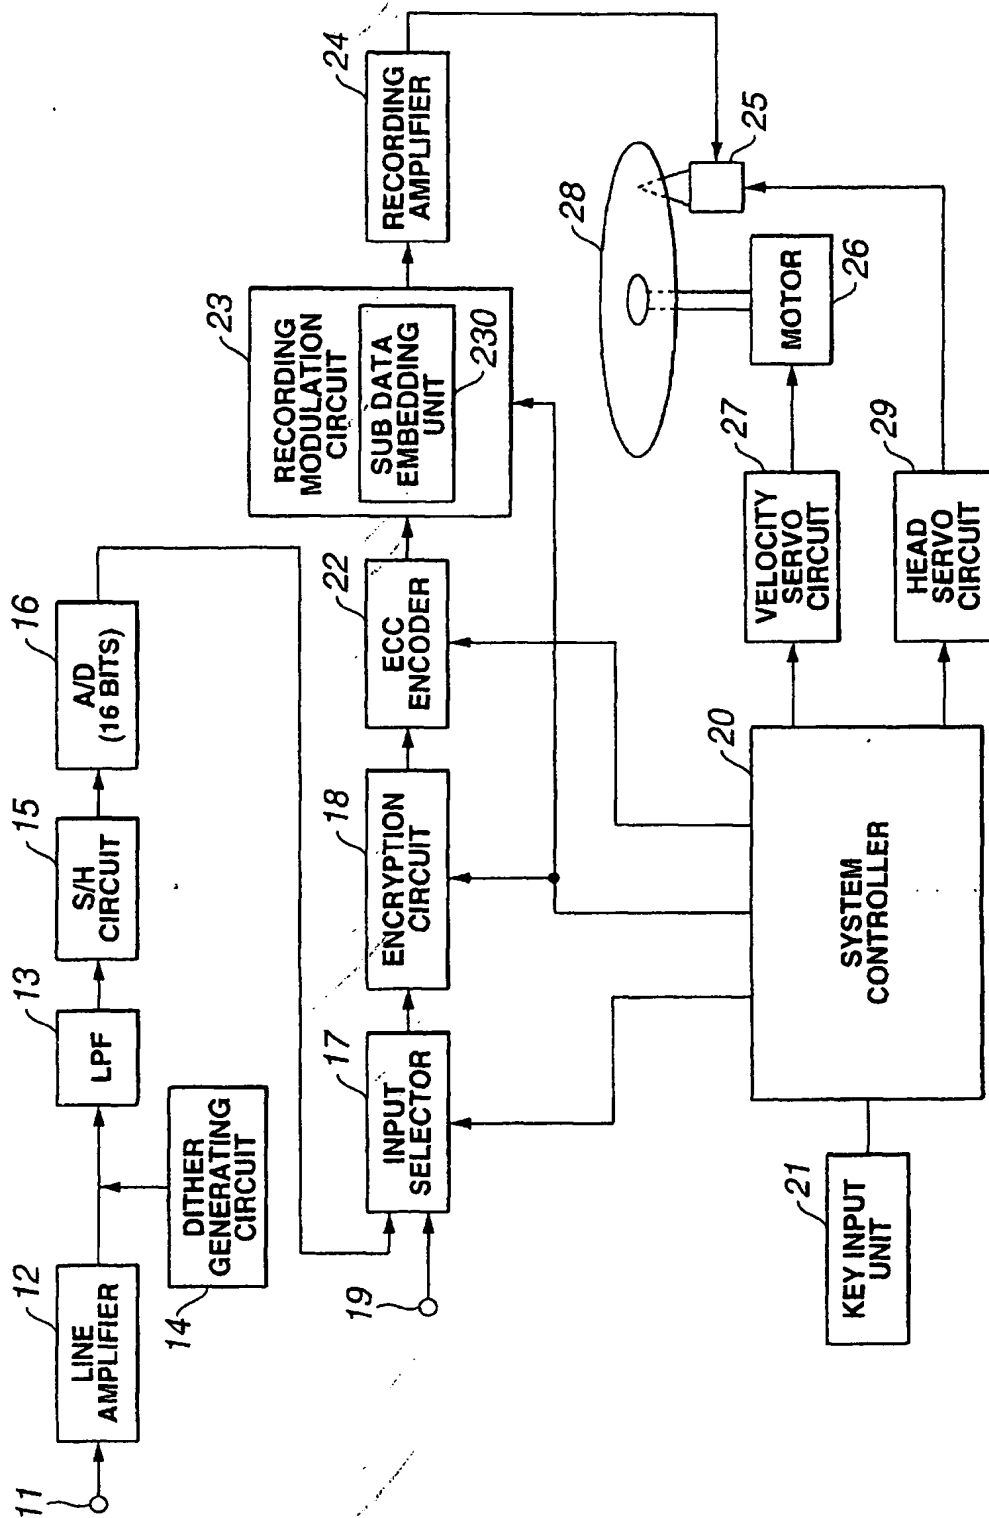 11
12
LINE
AMPLIFIER
14
DITHER
GENERATING
CIRCUIT
13
LPF
15
S/H
CIRCUIT
16
A/D
(16 BITS)
19
17
INPUT
SELECTOR
18
ENCRYPTION
CIRCUIT
22
ECC
ENCODER
23
RECORDING
MODULATION
CIRCUIT
SUB DATA
EMBEDDING
UNIT
230
24
RECORDING
AMPLIFIER
21
KEY INPUT
UNIT
20
SYSTEM
CONTROLLER
27
VELOCITY
SERVO
CIRCUIT
29
HEAD
SERVO
CIRCUIT
28
MOTOR
26
25